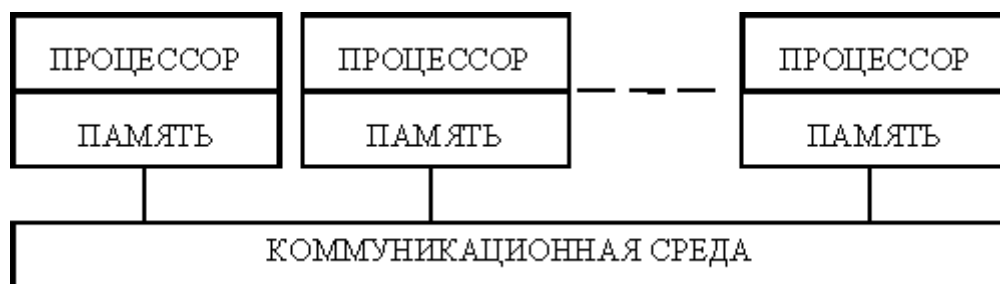 ПРОЦЕССОР ПРОЦЕССОР ПРОЦЕССОР
ПАМЯТЬ ПАМЯТЬ ПАМЯТЬ
КОММУНИКАЦИОННАЯ СРЕДА